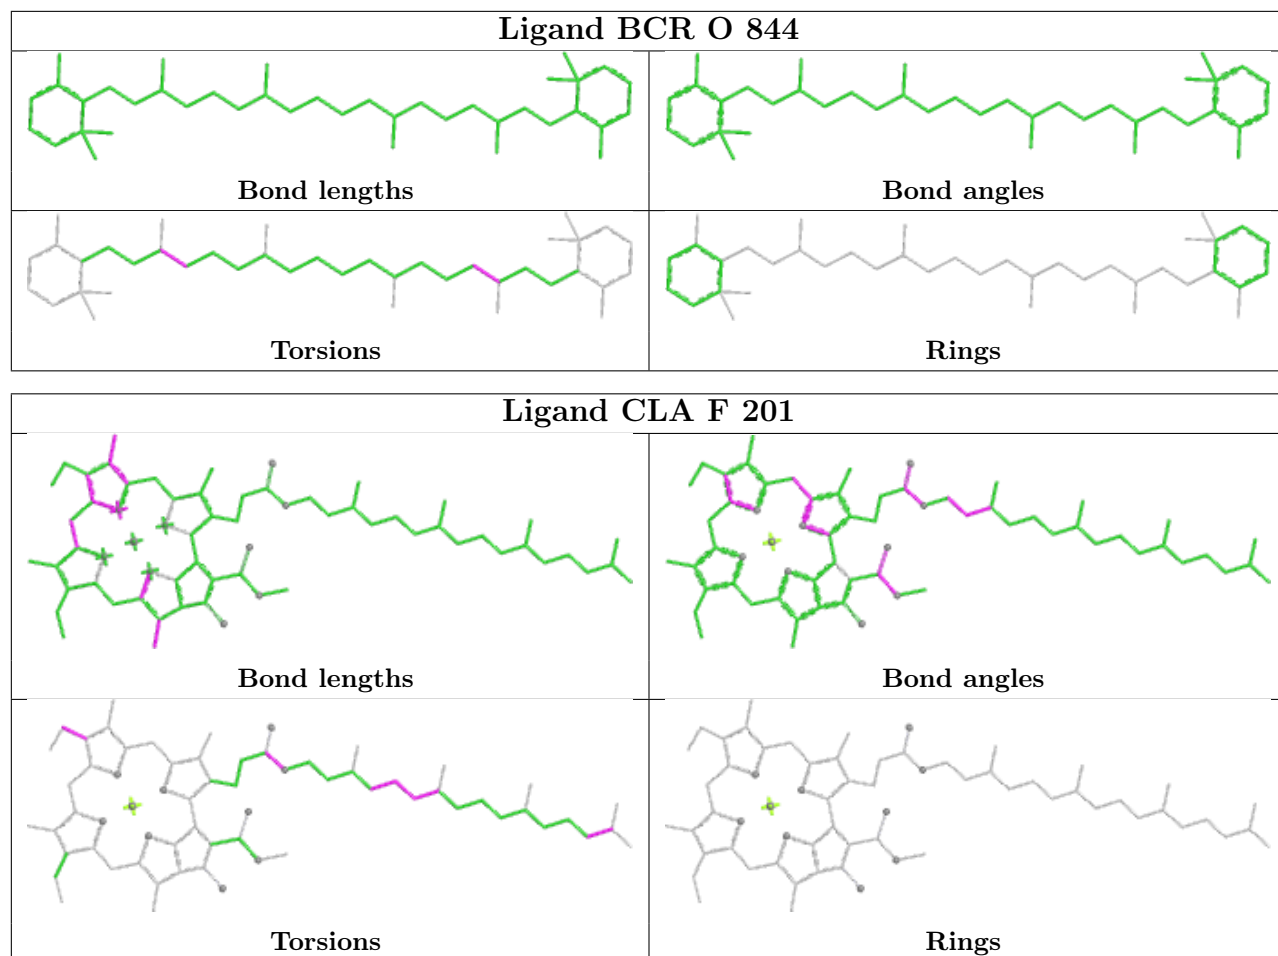 Ligand BCR O 844
Bond lengths
Bond angles
Torsions
Rings
Ligand CLA F 201
Bond lengths
Bond angles
Torsions
Rings